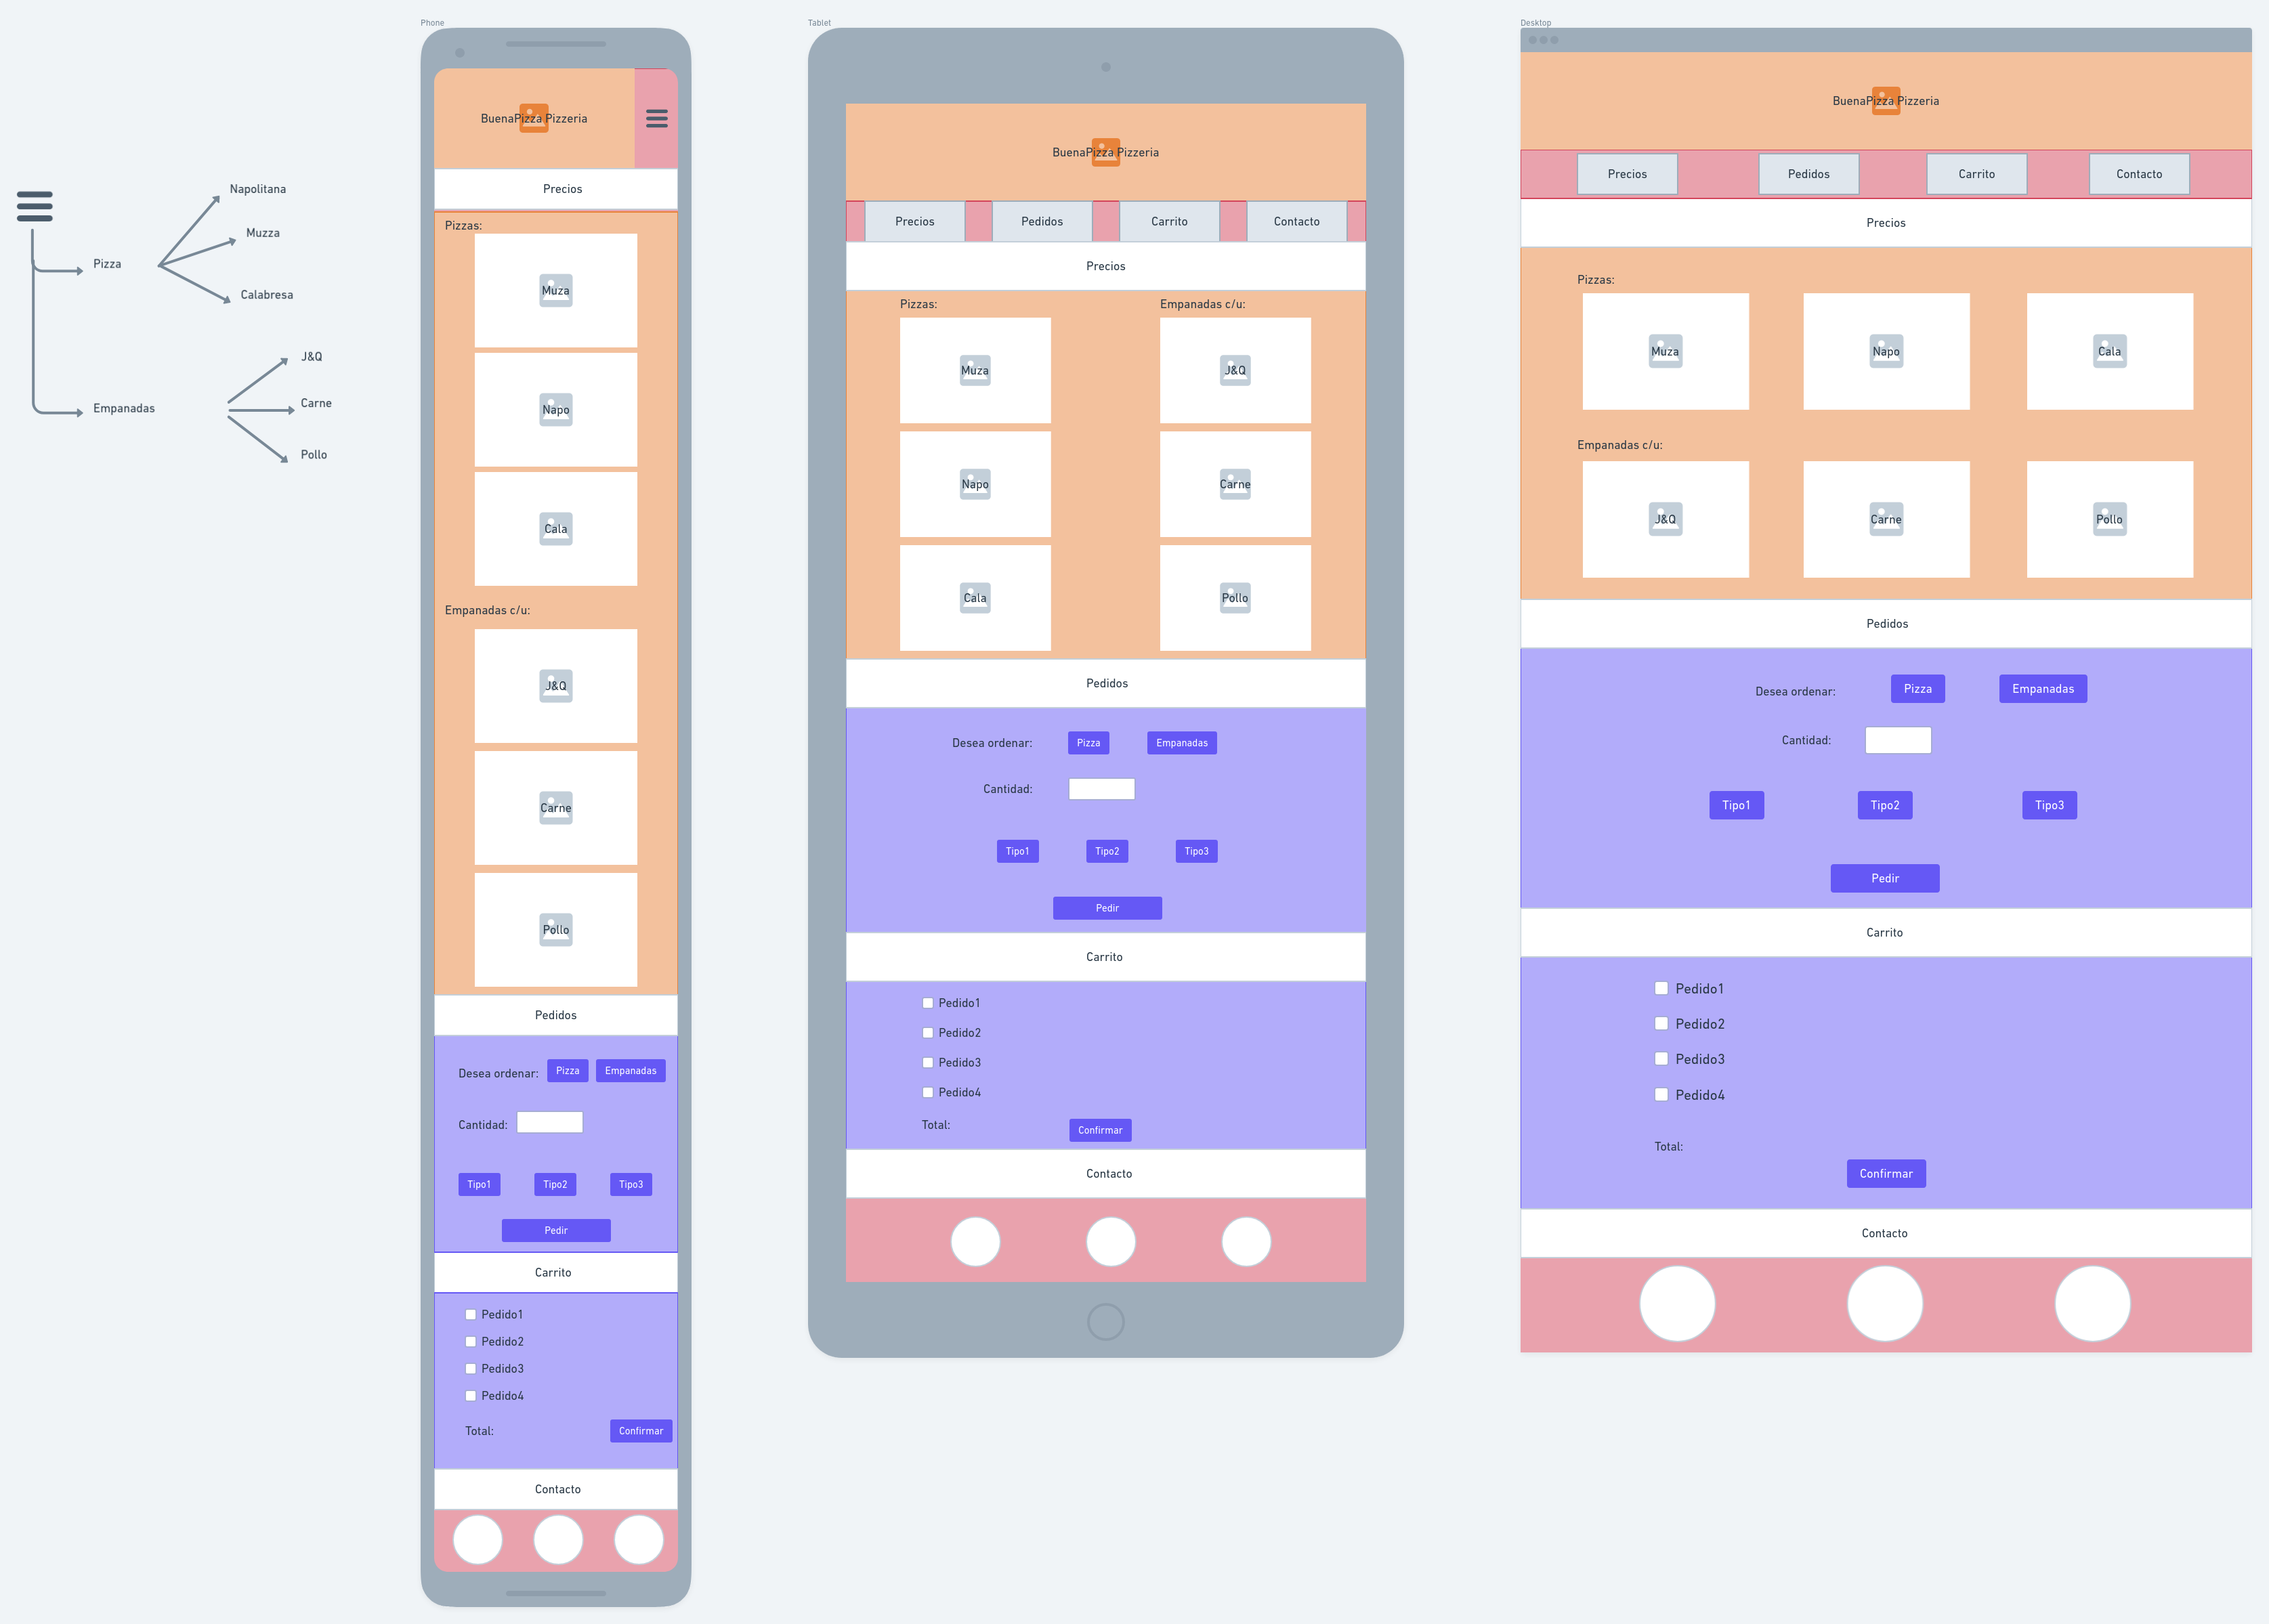 Napolitana
Muzza
Pizza
Calabresa
J&Q
Carne
Empanadas
Pollo
Phone
BuenaPizza Pizzeria
Precios
Pizzas:
Muza
Napo
Cala
Empanadas c/u:
J&Q
Carne
Pollo
Pedidos
Desea ordenar: Pizza Empanadas
Cantidad:
Tipo1 Tipo2 Tipo3
Pedir
Carrito
Pedido1
Pedido2
Pedido3
Pedido4
Total: Confirmar
Contacto
Tablet
BuenaPizza Pizzeria
Precios Pedidos Carrito Contacto
Precios
Pizzas: Empanadas c/u:
Muza J&Q
Napo Carne
Cala Pollo
Pedidos
Desea ordenar: Pizza Empanadas
Cantidad:
Tipo1 Tipo2 Tipo3
Pedir
Carrito
Pedido1
Pedido2
Pedido3
Pedido4
Total: Confirmar
Contacto
Desktop
BuenaPizza Pizzeria
Precios Pedidos Carrito Contacto
Precios
Pizzas:
Muza Napo Cala
Empanadas c/u:
J&Q Carne Pollo
Pedidos
Desea ordenar: Pizza Empanadas
Cantidad:
Tipo1 Tipo2 Tipo3
Pedir
Carrito
Pedido1
Pedido2
Pedido3
Pedido4
Total:
Confirmar
Contacto